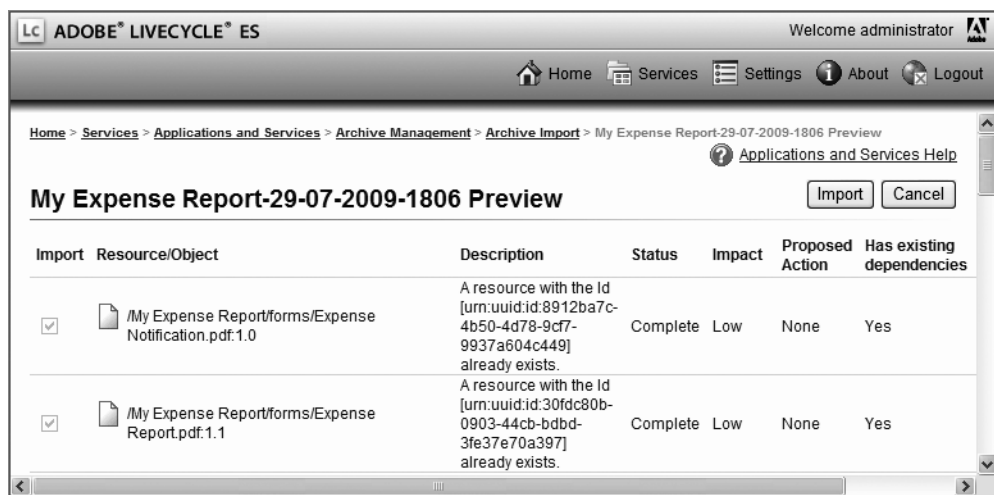 Lc ADOBE® LIVECYCLE® ES
Welcome administrator
Adobe
Home Services Settings About Logout
Home > Services > Applications and Services > Archive Management > Archive Import > My Expense Report-29-07-2009-1806 Preview
Applications and Services Help
My Expense Report-29-07-2009-1806 Preview
Import Cancel
Import Resource/Object Description Status Impact Proposed Action Has existing dependencies
/My Expense Report/forms/Expense
Notification.pdf:1.0
A resource with the Id
[urn:uuid:id:8912ba7c-
4b50-4d78-9cf7-
9937a604c449]
already exists.
Complete Low None Yes
/My Expense Report/forms/Expense
Report.pdf:1.1
A resource with the Id
[urn:uuid:id:30fdc80b-
0903-44cb-bdbd-
3fe37e70a397]
already exists.
Complete Low None Yes